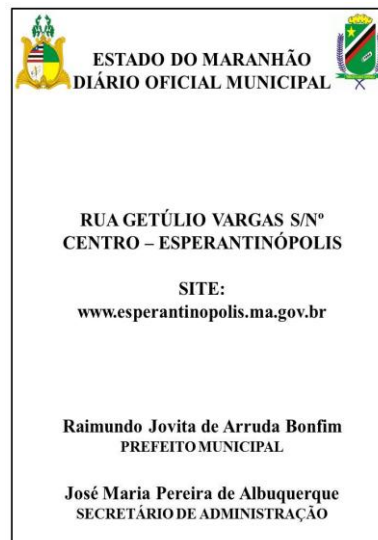 ESTADO DO MARANHÃO
DIÁRIO OFICIAL MUNICIPAL
RUA GETÚLIO VARGAS S/Nº
CENTRO – ESPERANTINÓPOLIS
SITE:
www.esperantinopolis.ma.gov.br
Raimundo Jovita de Arruda Bonfim
PREFEITO MUNICIPAL
José Maria Pereira de Albuquerque
SECRETÁRIO DE ADMINISTRAÇÃO